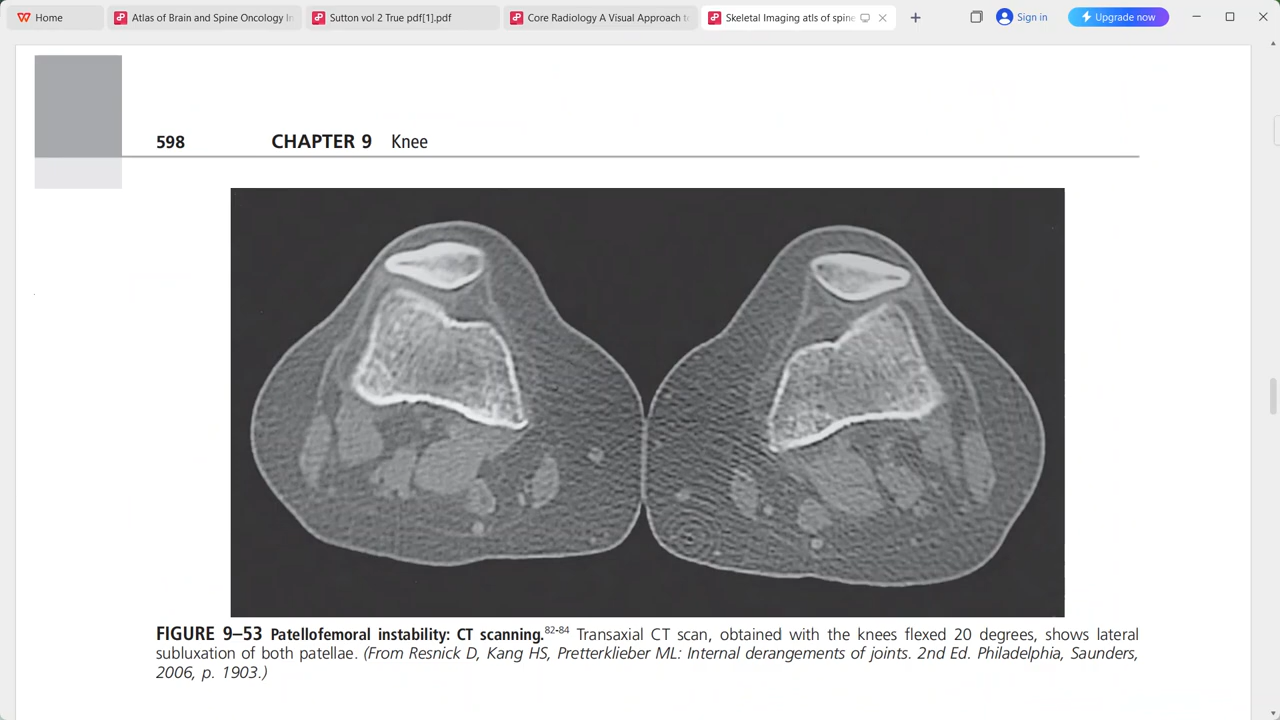 Home
Atlas of Brain and Spine Oncology I
Sutton vol 2 True pdf[1].pdf
Core Radiology A Visual Approach t
Skeletal Imaging atls of spine
Sign in
Upgrade now
598 CHAPTER 9 Knee
FIGURE 9–53 Patellofemoral instability: CT scanning.82-84 Transaxial CT scan, obtained with the knees flexed 20 degrees, shows lateral
subluxation of both patellae. (From Resnick D, Kang HS, Pretterklieber ML: Internal derangements of joints. 2nd Ed. Philadelphia, Saunders,
2006, p. 1903.)